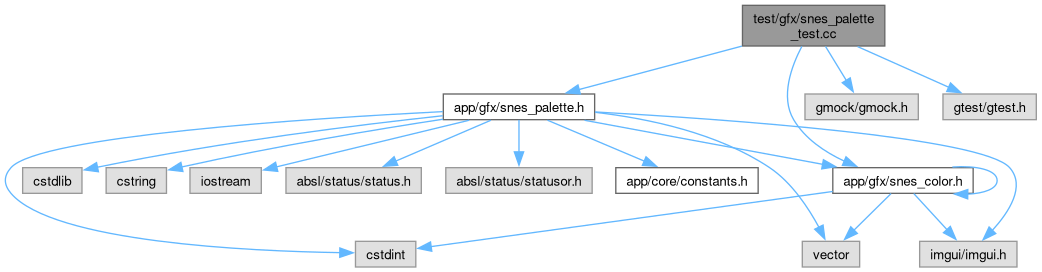 test/gfx/snes_palette
_test.cc
app/gfx/snes_palette.h
gmock/gmock.h
gtest/gtest.h
cstdlib
cstring
iostream
absl/status/status.h
absl/status/statusor.h
app/core/constants.h
app/gfx/snes_color.h
cstdint
vector
imgui/imgui.h